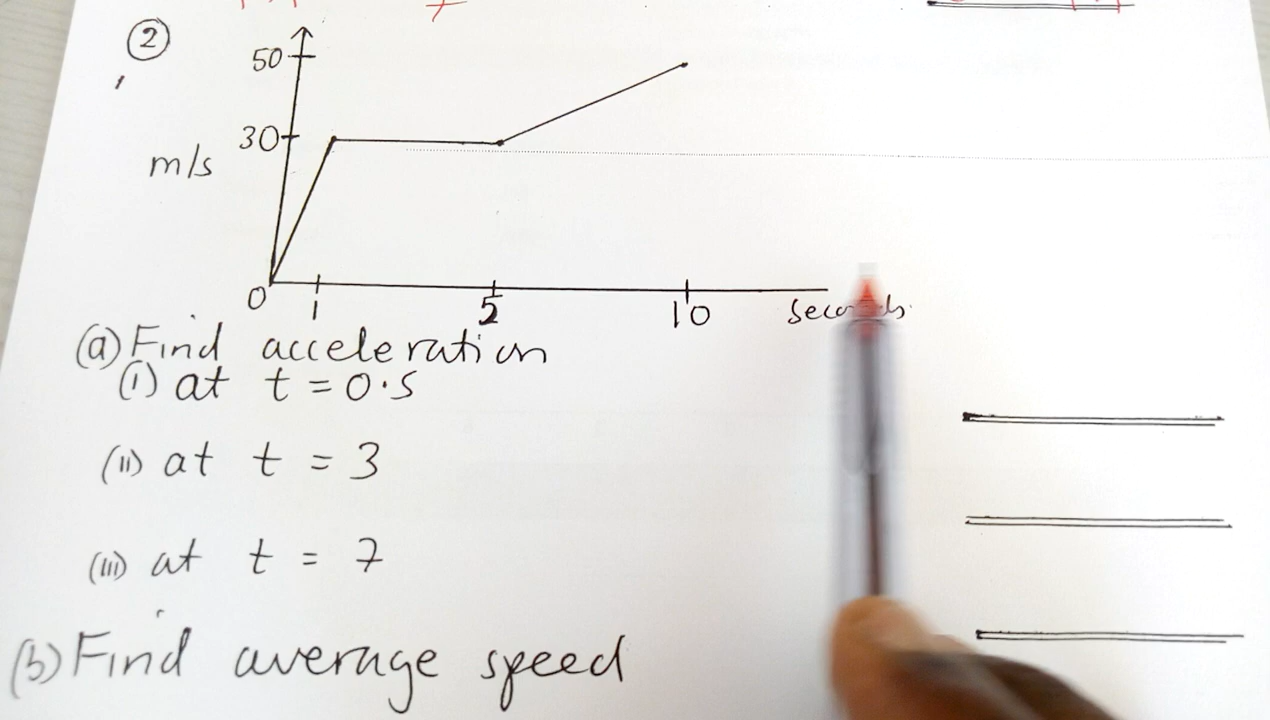 ②
50
30
m/s
0 1 5 10 seconds
(a) Find acceleration
(i) at t = 0.5
(ii) at t = 3
(iii) at t = 7
(b) Find average speed